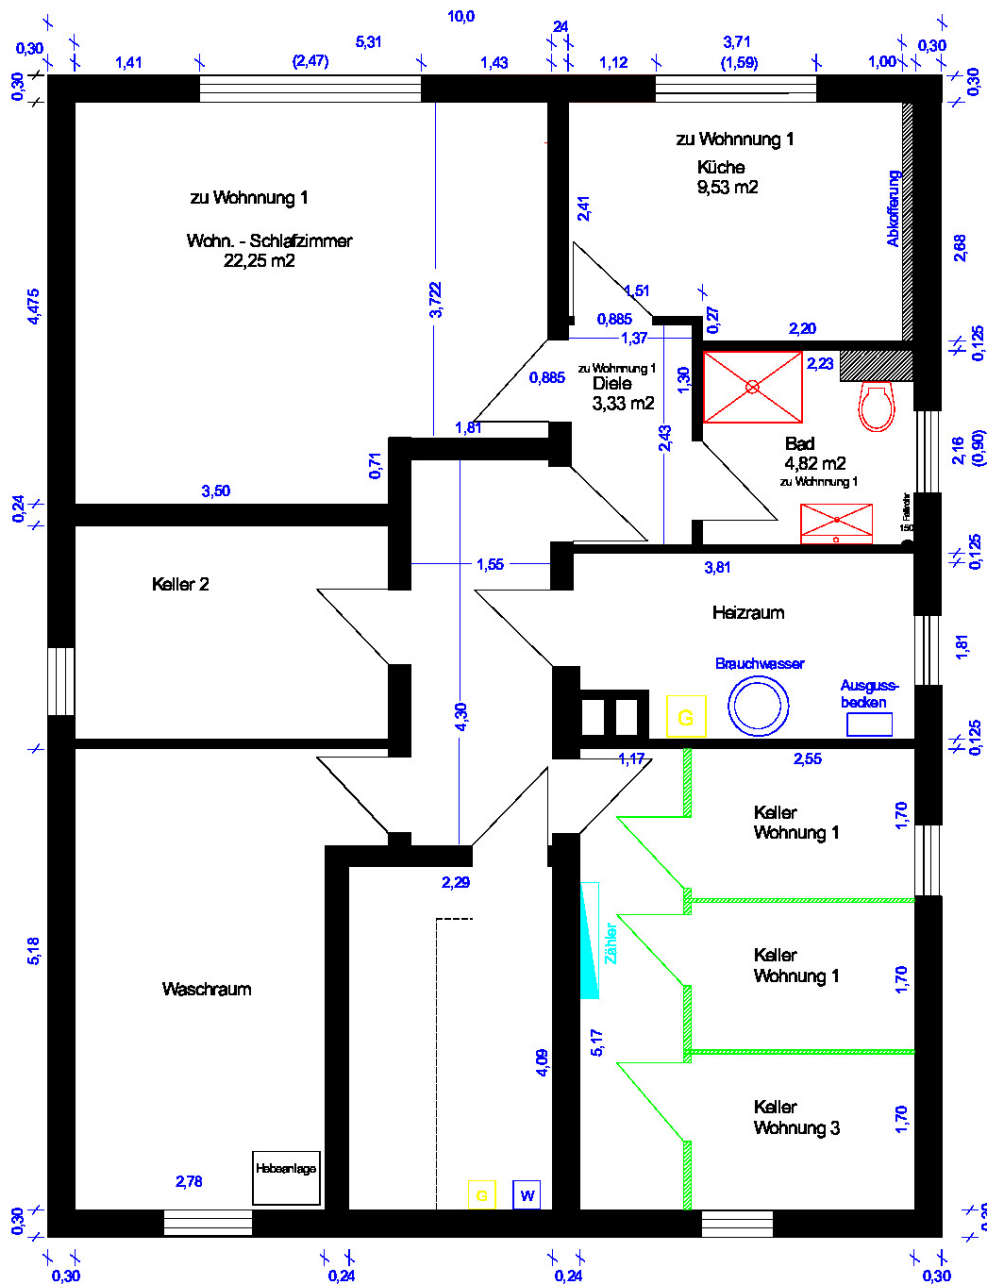 10,0
0,30
5,31
24
3,71
0,30
1,41
(2,47)
1,43
1,12
(1,59)
1,00
0,30
0,30
zu Wohnnung 1
Küche
9,53 m2
zu Wohnnung 1
Wohn. - Schlafzimmer
22,25 m2
Abkofferung
2,41
2,68
4,475
3,722
1,51
0,885
0,27
2,20
1,37
0,125
zu Wohnnung 1
Diele
3,33 m2
0,885
1,30
2,23
1,81
2,43
Bad
4,82 m2
zu Wohnnung 1
2,16
(0,90)
0,71
3,50
0,24
Fallrohr
150
1,55
3,81
0,125
Keller 2
Heizraum
1,81
Brauchwasser
Ausguss-
becken
G
4,30
0,125
1,17
2,55
Keller
Wohnung 1
1,70
2,29
Zähler
5,18
Waschraum
Keller
Wohnung 1
1,70
5,17
4,09
Keller
Wohnung 3
1,70
Hebeanlage
2,78
G
W
0,30
0,30
0,30
0,24
0,24
0,30